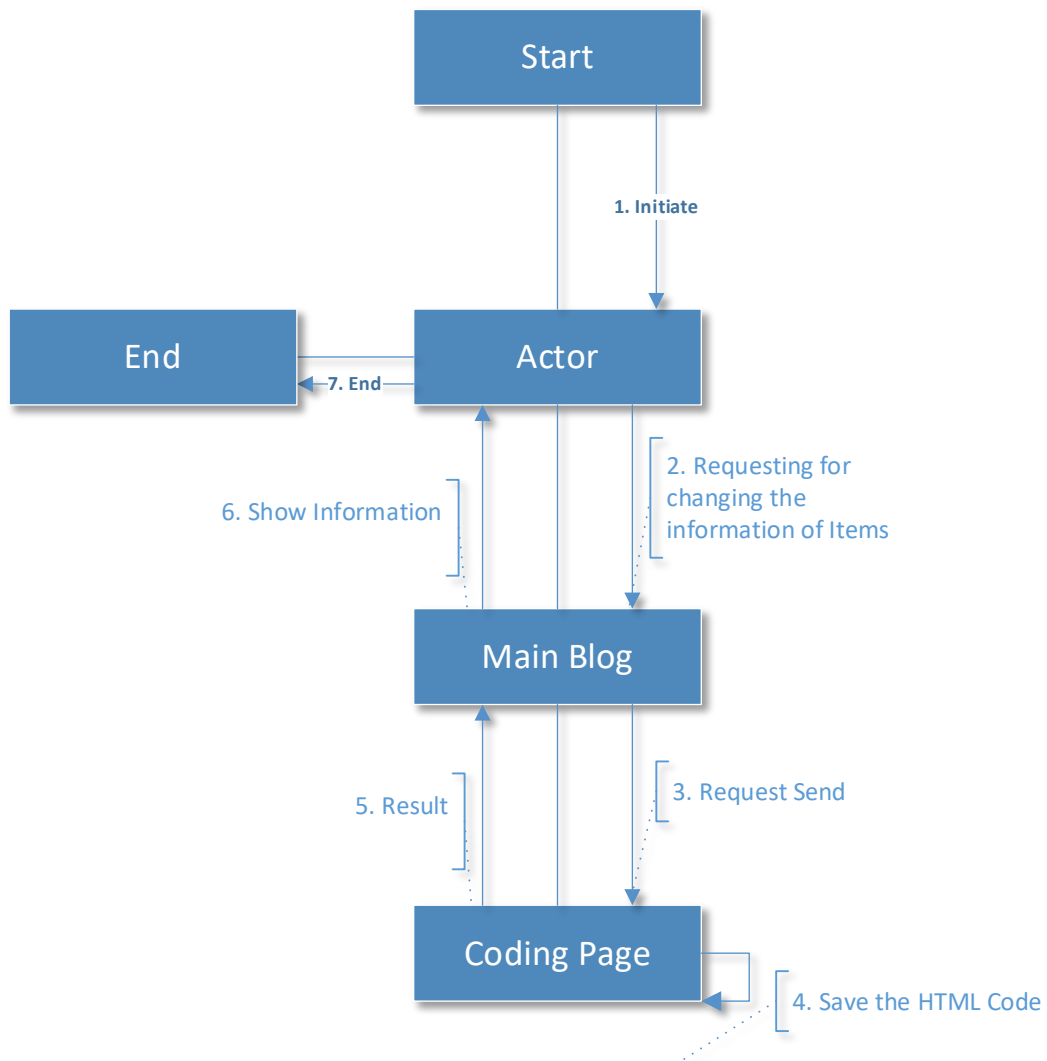 Start
1. Initiate
End
Actor
7. End
2. Requesting for
changing the
information of Items
6. Show Information
Main Blog
3. Request Send
5. Result
Coding Page
4. Save the HTML Code